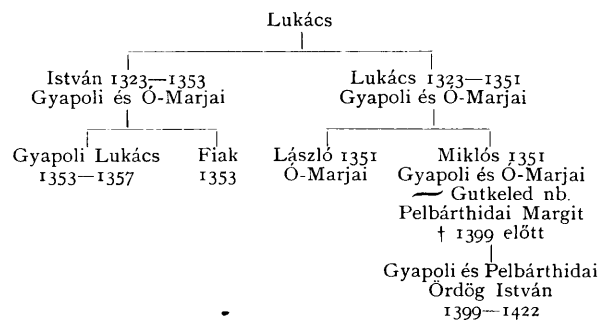 Lukács
István 1323—1353
Gyapoli és Ó-Marjai
Lukács 1323—1351
Gyapoli és Ó-Marjai
Gyapoli Lukács
1353—1357
Fiak
1353
László 1351
Ó-Marjai
Miklós 1351
Gyapoli és Ó-Marjai
~ Gutkeled nb.
Pelbárthidai Margit
† 1399 előtt
Gyapoli és Pelbárthidai
Ördög István
1399—1422